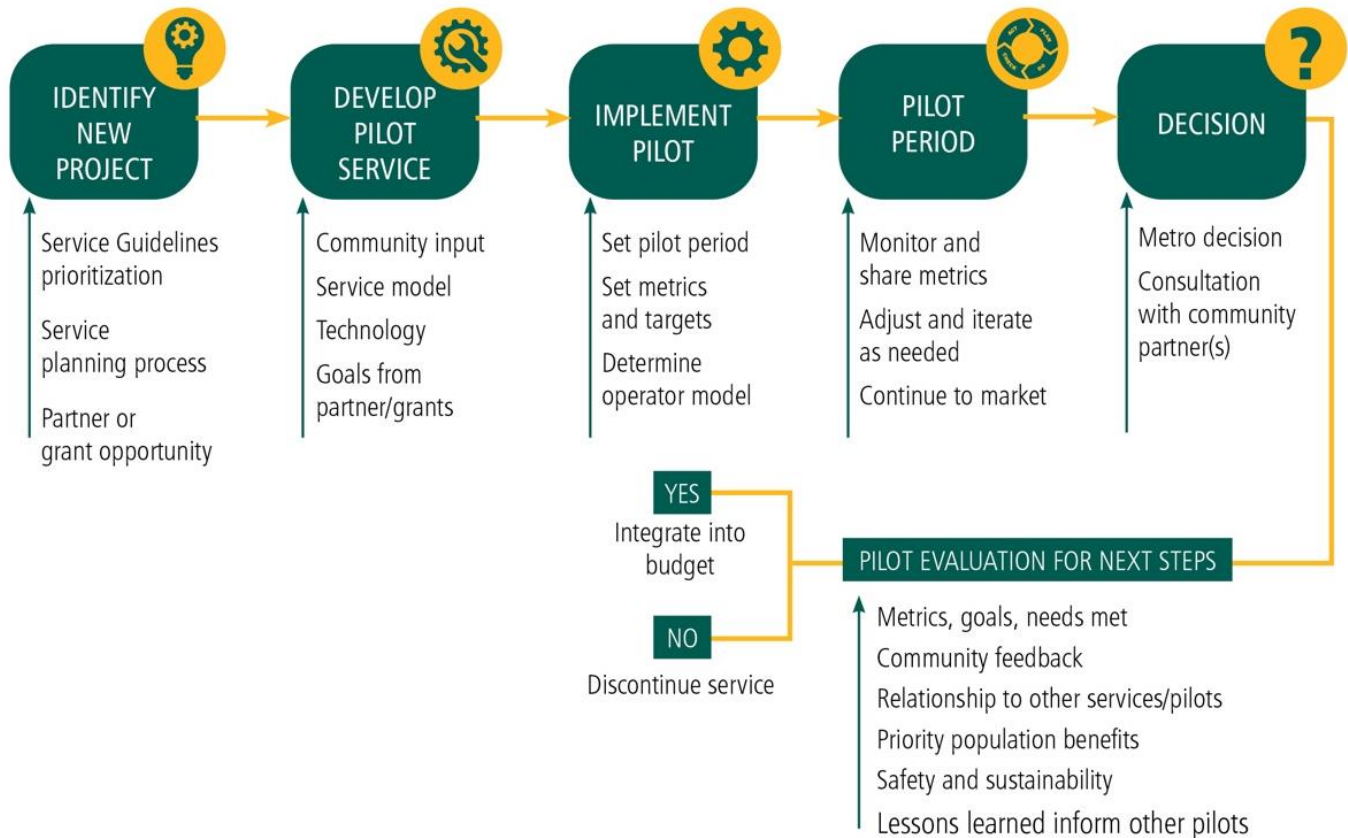 IDENTIFY
NEW
PROJECT
DEVELOP
PILOT
SERVICE
IMPLEMENT
PILOT
ACT
PLAN
DO
CHECK
PILOT
PERIOD
?
DECISION
Service Guidelines
prioritization
Service
planning process
Partner or
grant opportunity
Community input
Service model
Technology
Goals from
partner/grants
Set pilot period
Set metrics
and targets
Determine
operator model
Monitor and
share metrics
Adjust and iterate
as needed
Continue to market
Metro decision
Consultation
with community
partner(s)
PILOT EVALUATION FOR NEXT STEPS
Metrics, goals, needs met
Community feedback
Relationship to other services/pilots
Priority population benefits
Safety and sustainability
Lessons learned inform other pilots
YES
Integrate into
budget
NO
Discontinue service